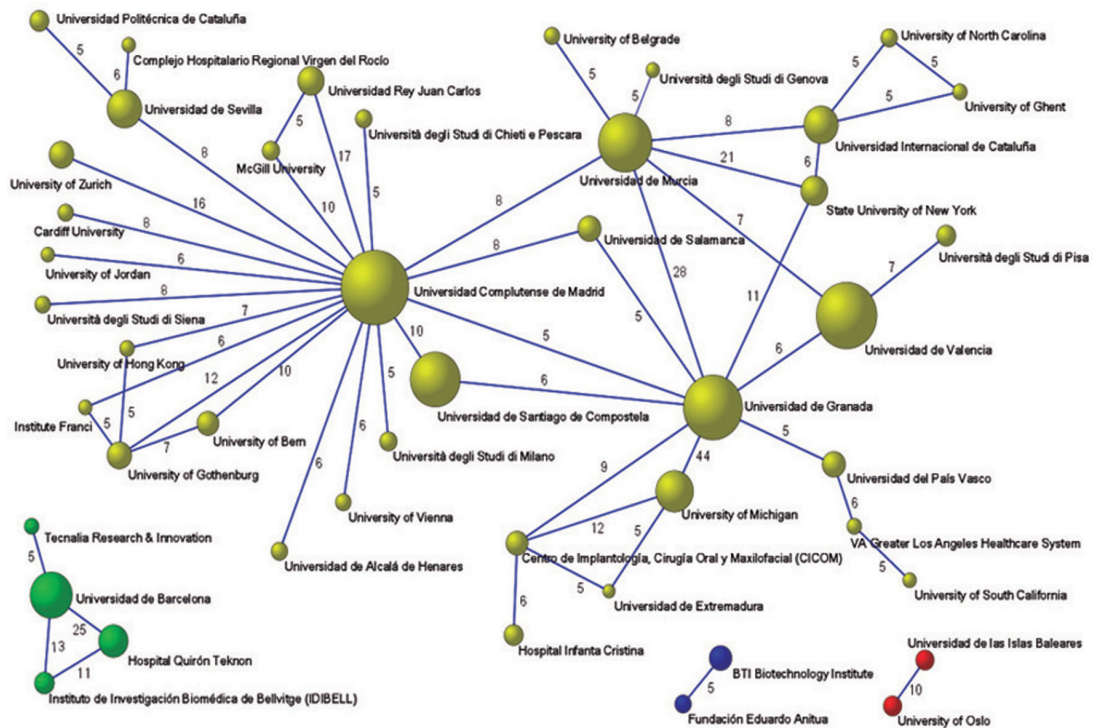 Universidad Politécnica de Cataluña
5
6
Complejo Hospitalario Regional Virgen del Rocío
Universidad de Sevilla
8
Universidad Rey Juan Carlos
5
17
McGill University
10
Università degli Studi di Chieti e Pescara
5
University of Zurich
16
Cardiff University
8
University of Jordan
6
Università degli Studi di Siena
8
University of Hong Kong
7
6
12
10
5
Institute Franci
5
7
University of Bern
University of Gothenburg
Universidad Complutense de Madrid
10
5
Università degli Studi di Milano
6
University of Vienna
6
Universidad de Alcalá de Henares
Universidad de Santiago de Compostela
6
5
8
8
Universidad de Salamanca
5
University of Belgrade
5
Università degli Studi di Genova
5
Universidad de Murcia
8
21
7
28
University of North Carolina
5
5
5
University of Ghent
Universidad Internacional de Cataluña
6
State University of New York
11
Università degli Studi di Pisa
7
Universidad de Valencia
6
Universidad de Granada
5
44
9
Universidad del País Vasco
6
VA Greater Los Angeles Healthcare System
5
University of South California
University of Michigan
12
5
Centro de Implantología, Cirugía Oral y Maxilofacial (CICOM)
5
6
Universidad de Extremadura
Hospital Infanta Cristina
Tecnalia Research & Innovation
5
Universidad de Barcelona
25
13
Hospital Quirón Teknon
11
Instituto de Investigación Biomédica de Bellvitge (IDIBELL)
BTI Biotechnology Institute
5
Fundación Eduardo Anitua
Universidad de las Islas Baleares
10
University of Oslo